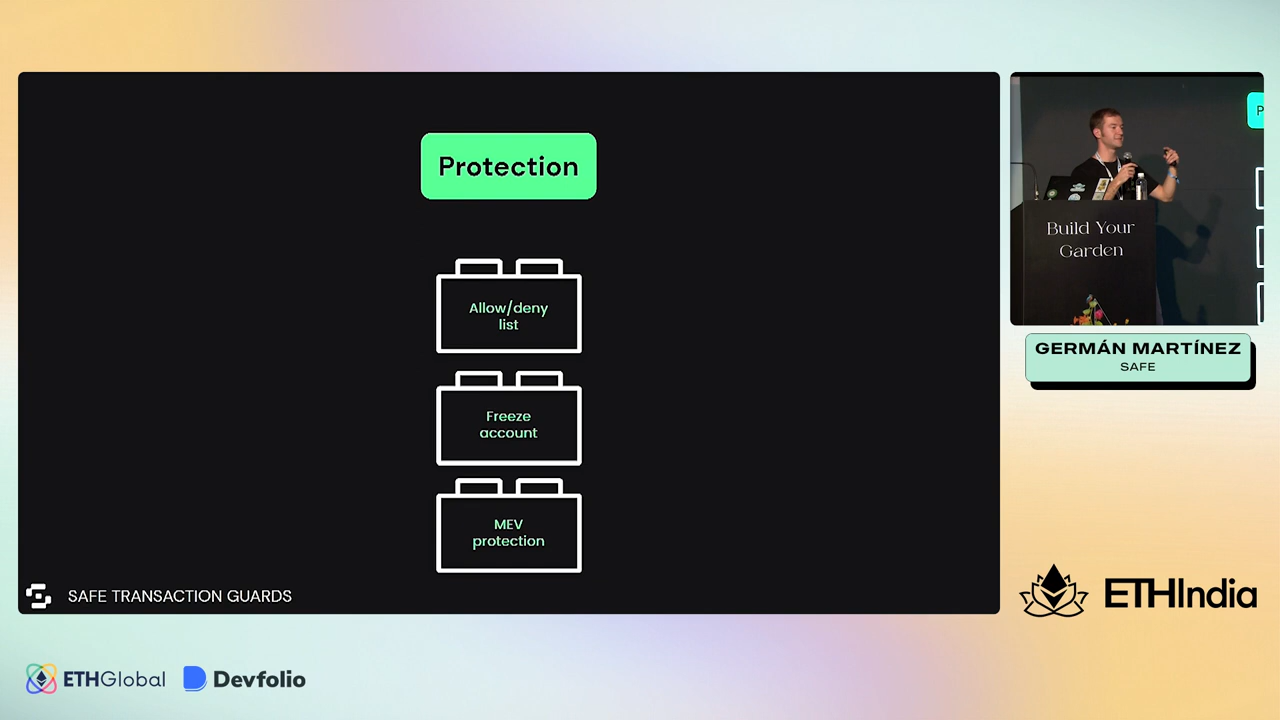 Protection
Allow/deny
list
Freeze
account
MEV
protection
SAFE TRANSACTION GUARDS
P
Build Your
Garden
GERMÁN MARTÍNEZ
SAFE
ETHIndia
ETHGlobal
Devfolio